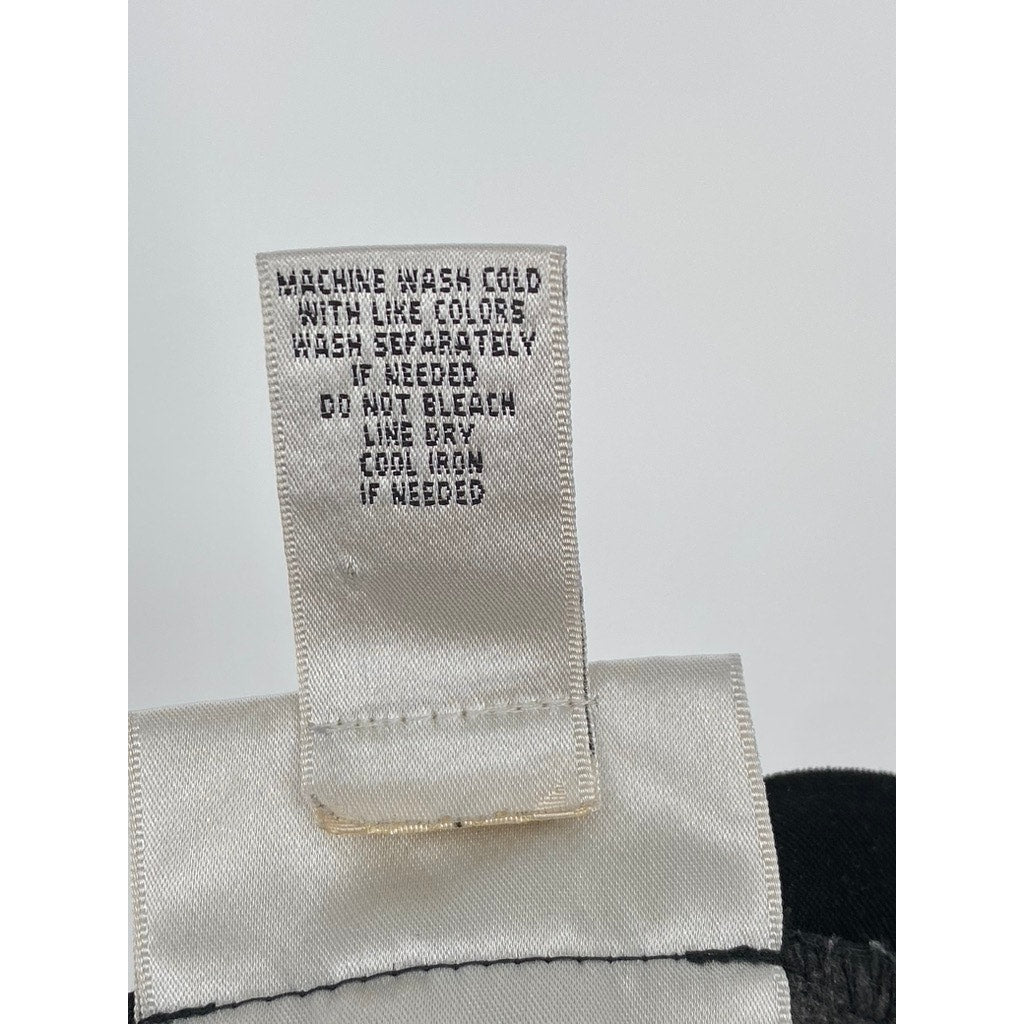 MACHINE WASH COLD
WITH LIKE COLORS
WASH SEPARATELY
IF NEEDED
DO NOT BLEACH
LINE DRY
COOL IRON
IF NEEDED